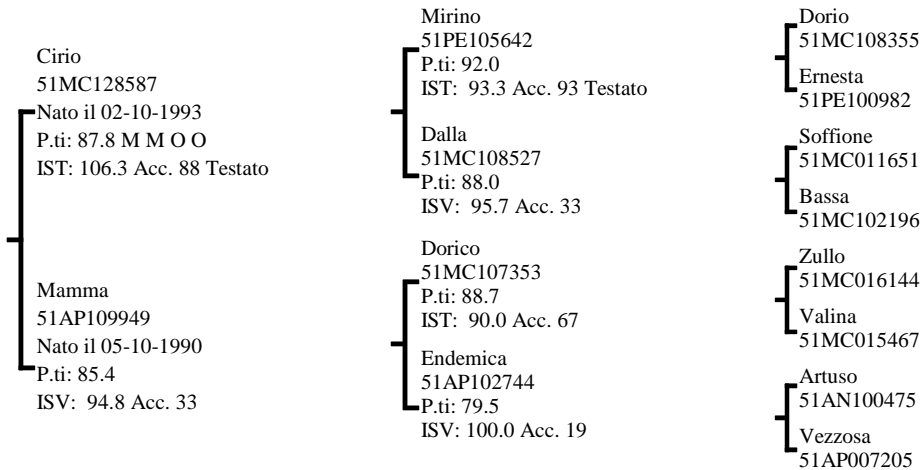 Cirio
51MC128587
Nato il 02-10-1993
P.ti: 87.8 M M O O
IST: 106.3 Acc. 88 Testato
Mamma
51AP109949
Nato il 05-10-1990
P.ti: 85.4
ISV: 94.8 Acc. 33
Mirino
51PE105642
P.ti: 92.0
IST: 93.3 Acc. 93 Testato
Dalla
51MC108527
P.ti: 88.0
ISV: 95.7 Acc. 33
Dorico
51MC107353
P.ti: 88.7
IST: 90.0 Acc. 67
Endemica
51AP102744
P.ti: 79.5
ISV: 100.0 Acc. 19
Dorio
51MC108355
Ernesta
51PE100982
Soffione
51MC011651
Bassa
51MC102196
Zullo
51MC016144
Valina
51MC015467
Artuso
51AN100475
Vezzosa
51AP007205